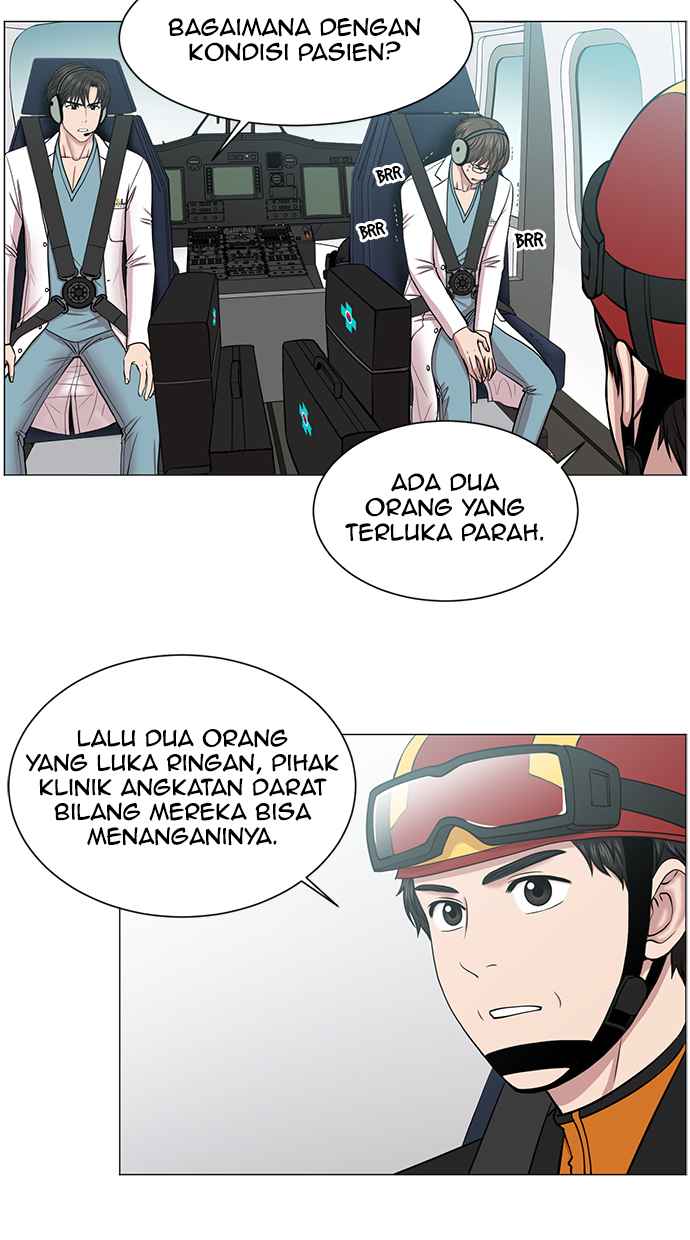 BAGAIMANA DENGAN
KONDISI PASIEN?
BRR
BRR
BRR
ADA DUA
ORANG YANG
TERLUKA PARAH.
LALU DUA ORANG
YANG LUKA RINGAN, PIHAK
KLINIK ANGKATAN DARAT
BILANG MEREKA BISA
MENANGANINYA.